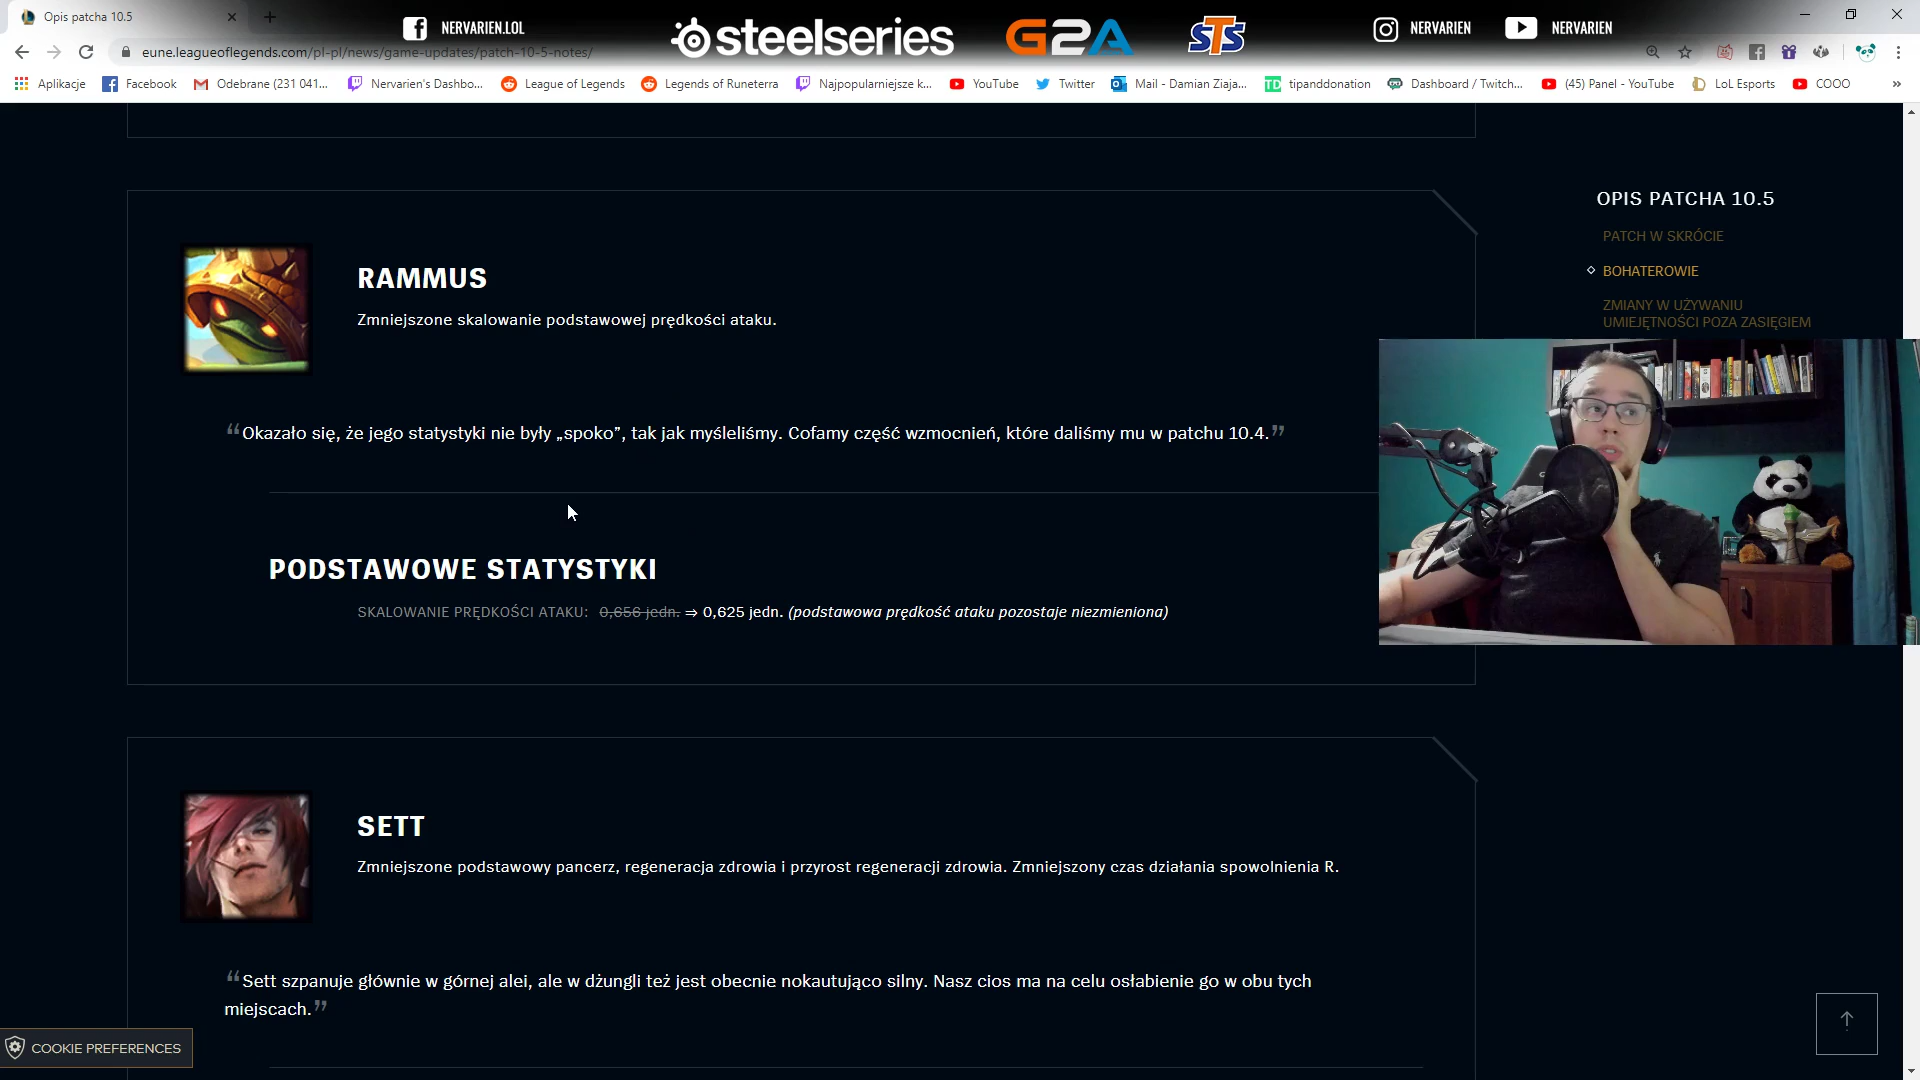 Opis patcha 10.5
NERVARIEN.LOL
steelseries
G2A
STS
NERVARIEN
NERVARIEN
eune.leagueoflegends.com/pl-pl/news/game-updates/patch-10-5-notes/
Aplikacje
Facebook
Odebrane (231 041...
Nervarien's Dashbo...
League of Legends
Legends of Runeterra
Najpopularniejsze k...
YouTube
Twitter
Mail - Damian Ziaja...
TD tipanddonation
Dashboard / Twitch...
(45) Panel - YouTube
LoL Esports
COOO
»
OPIS PATCHA 10.5
PATCH W SKRÓCIE
BOHATEROWIE
ZMIANY W UŻYWANIU
UMIEJĘTNOŚCI POZA ZASIĘGIEM
RAMMUS
Zmniejszone skalowanie podstawowej prędkości ataku.
“Okazało się, że jego statystyki nie były „spoko”, tak jak myśleliśmy. Cofamy część wzmocnień, które daliśmy mu w patchu 10.4.”
PODSTAWOWE STATYSTYKI
SKALOWANIE PRĘDKOŚCI ATAKU: 0,656 jedn. ⇒ 0,625 jedn. (podstawowa prędkość ataku pozostaje niezmieniona)
SETT
Zmniejszone podstawowy pancerz, regeneracja zdrowia i przyrost regeneracji zdrowia. Zmniejszony czas działania spowolnienia R.
“Sett szpanuje głównie w górnej alei, ale w dżungli też jest obecnie nokautująco silny. Nasz cios ma na celu osłabienie go w obu tych
miejscach.”
COOKIE PREFERENCES